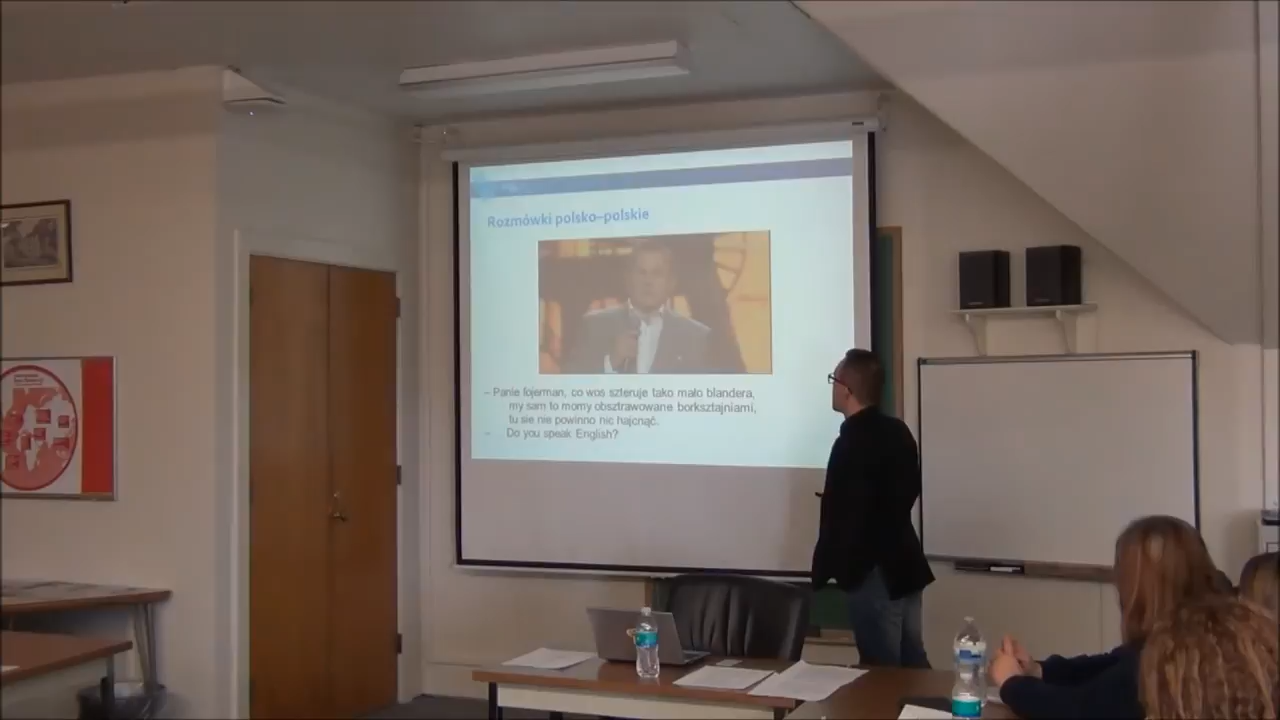 Rozmówki polsko–polskie
– Panie fojerman, co wos szteruje tako mało blandera,
my sam to momy obsztrawowane borksztajniami,
tu sie nie powinno nic hajcnąć.
– Do you speak English?